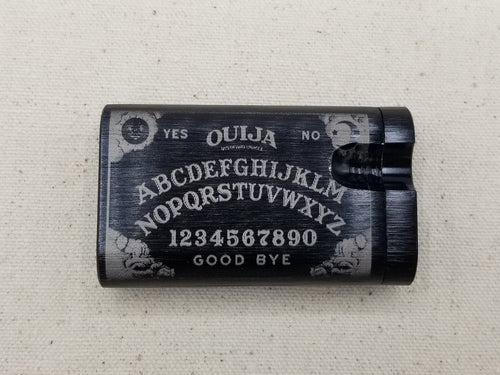 YES OUIJA NO
ABCDEFGHIJKLM
NOPQRSTUVWXYZ
1234567890
GOOD BYE